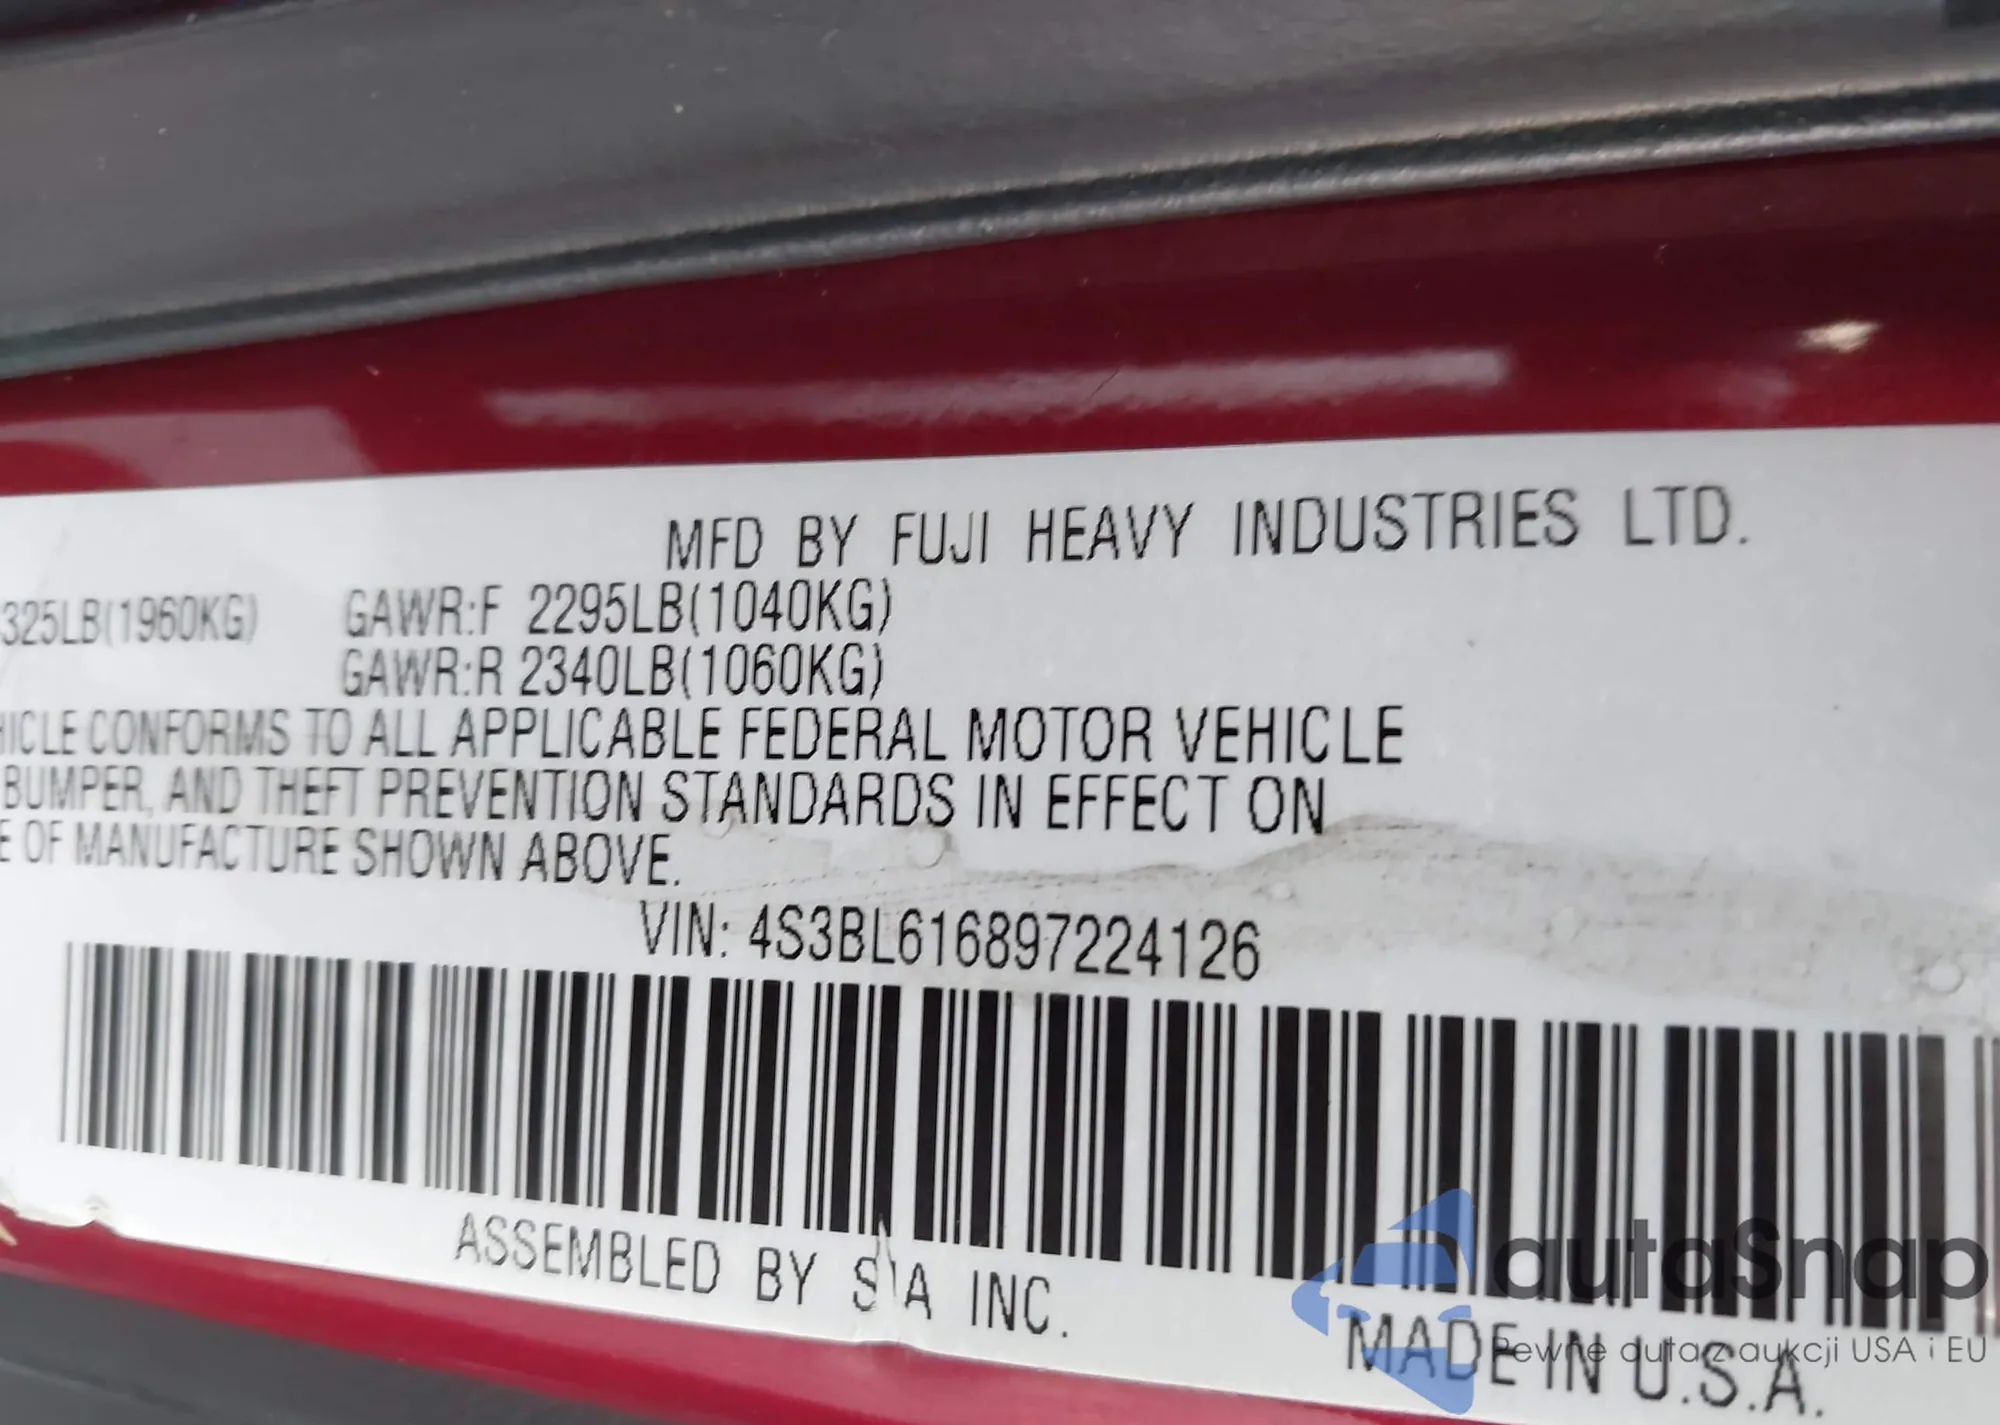 MFD BY FUJI HEAVY INDUSTRIES LTD.
325LB(1960KG) GAWR:F 2295LB(1040KG)
GAWR:R 2340LB(1060KG)
HICLE CONFORMS TO ALL APPLICABLE FEDERAL MOTOR VEHICLE
BUMPER, AND THEFT PREVENTION STANDARDS IN EFFECT ON
E OF MANUFACTURE SHOWN ABOVE.
VIN: 4S3BL616897224126
ASSEMBLED BY SIA INC.
MADE IN U.S.A.
autaSnap
Pewne auta z aukcji USA i EU